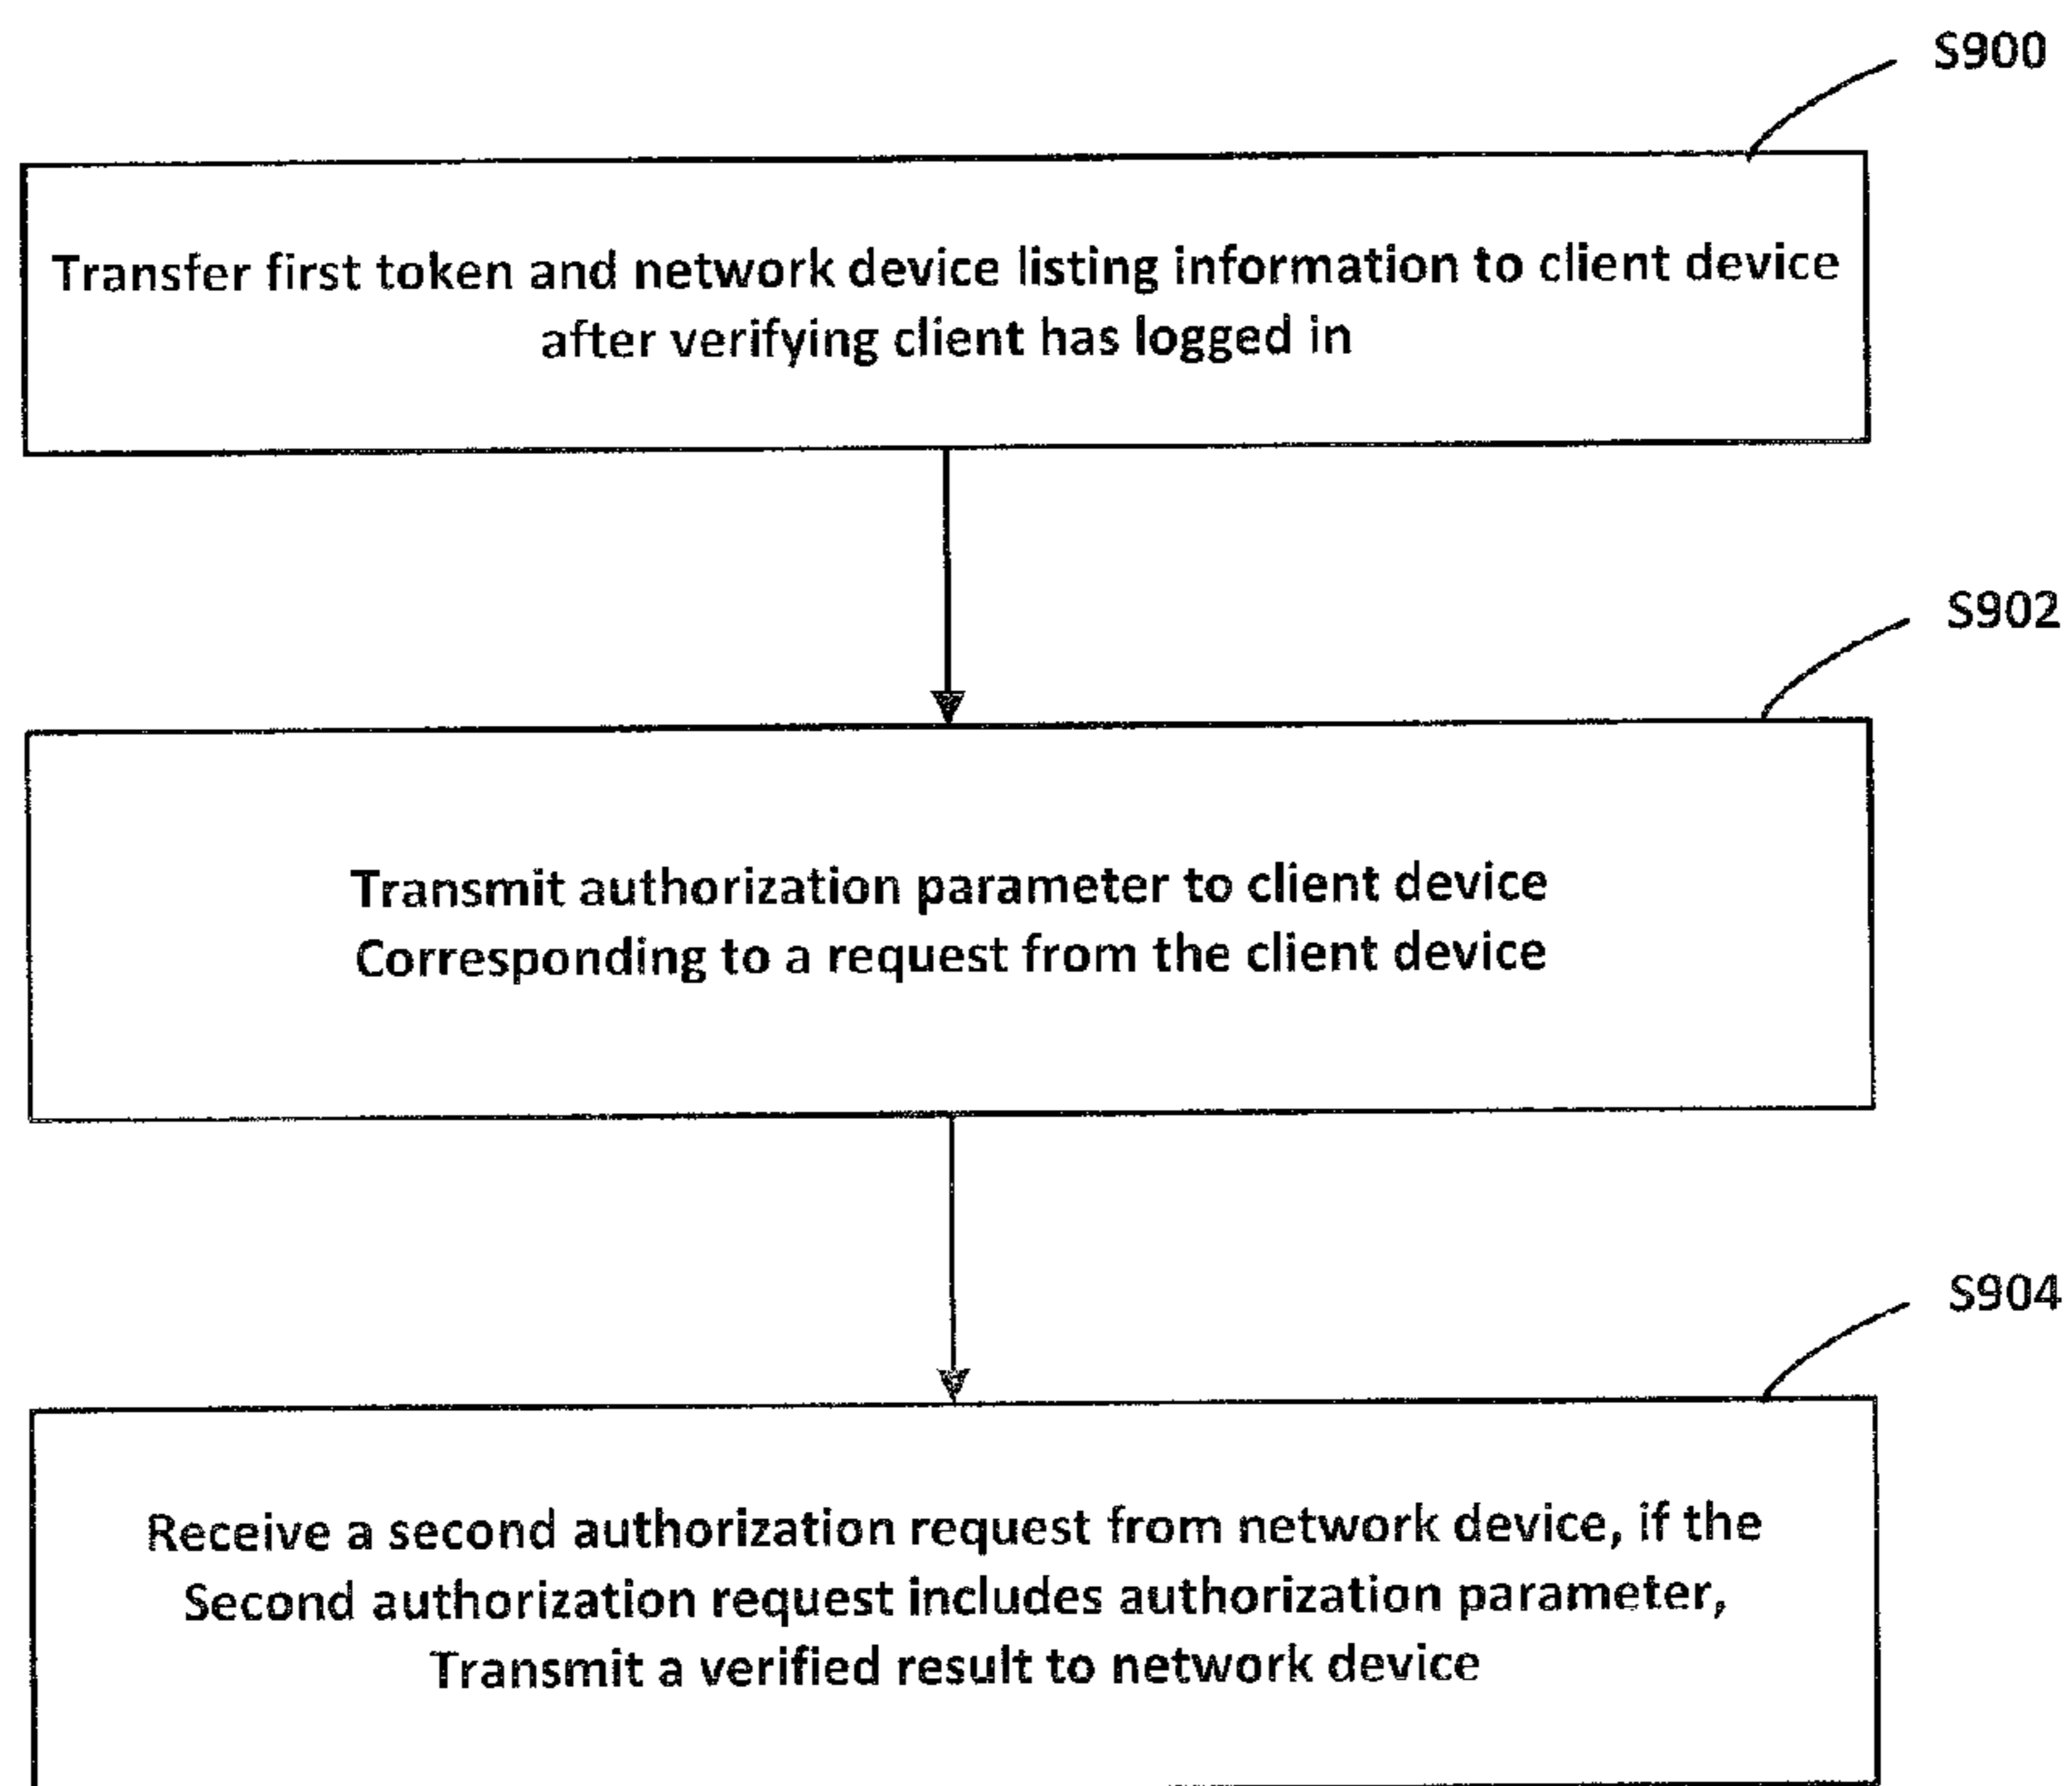 S900
Transfer first token and network device listing information to client device
after verifying client has logged in
S902
Transmit authorization parameter to client device
Corresponding to a request from the client device
S904
Receive a second authorization request from network device, if the
Second authorization request includes authorization parameter,
Transmit a verified result to network device